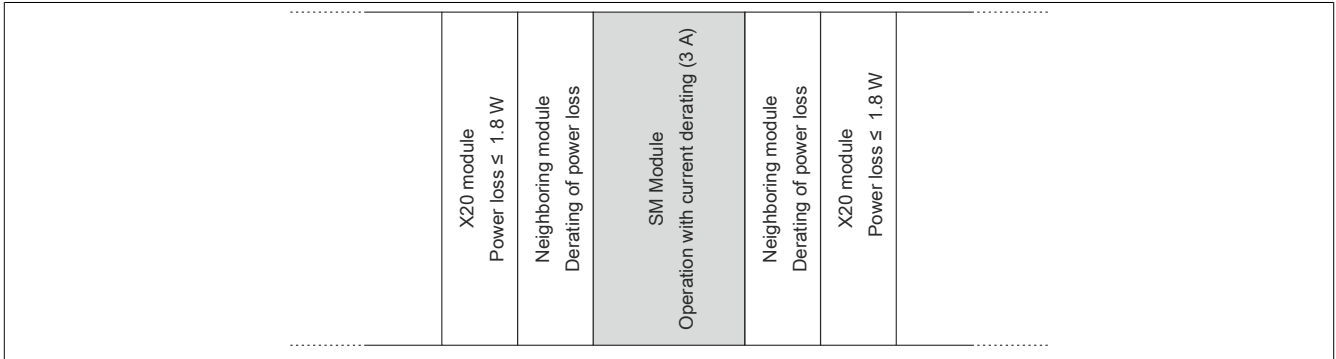 X20 module
Power loss ≤ 1.8 W
Neighboring module
Derating of power loss
SM Module
Operation with current derating (3 A)
Neighboring module
Derating of power loss
X20 module
Power loss ≤ 1.8 W